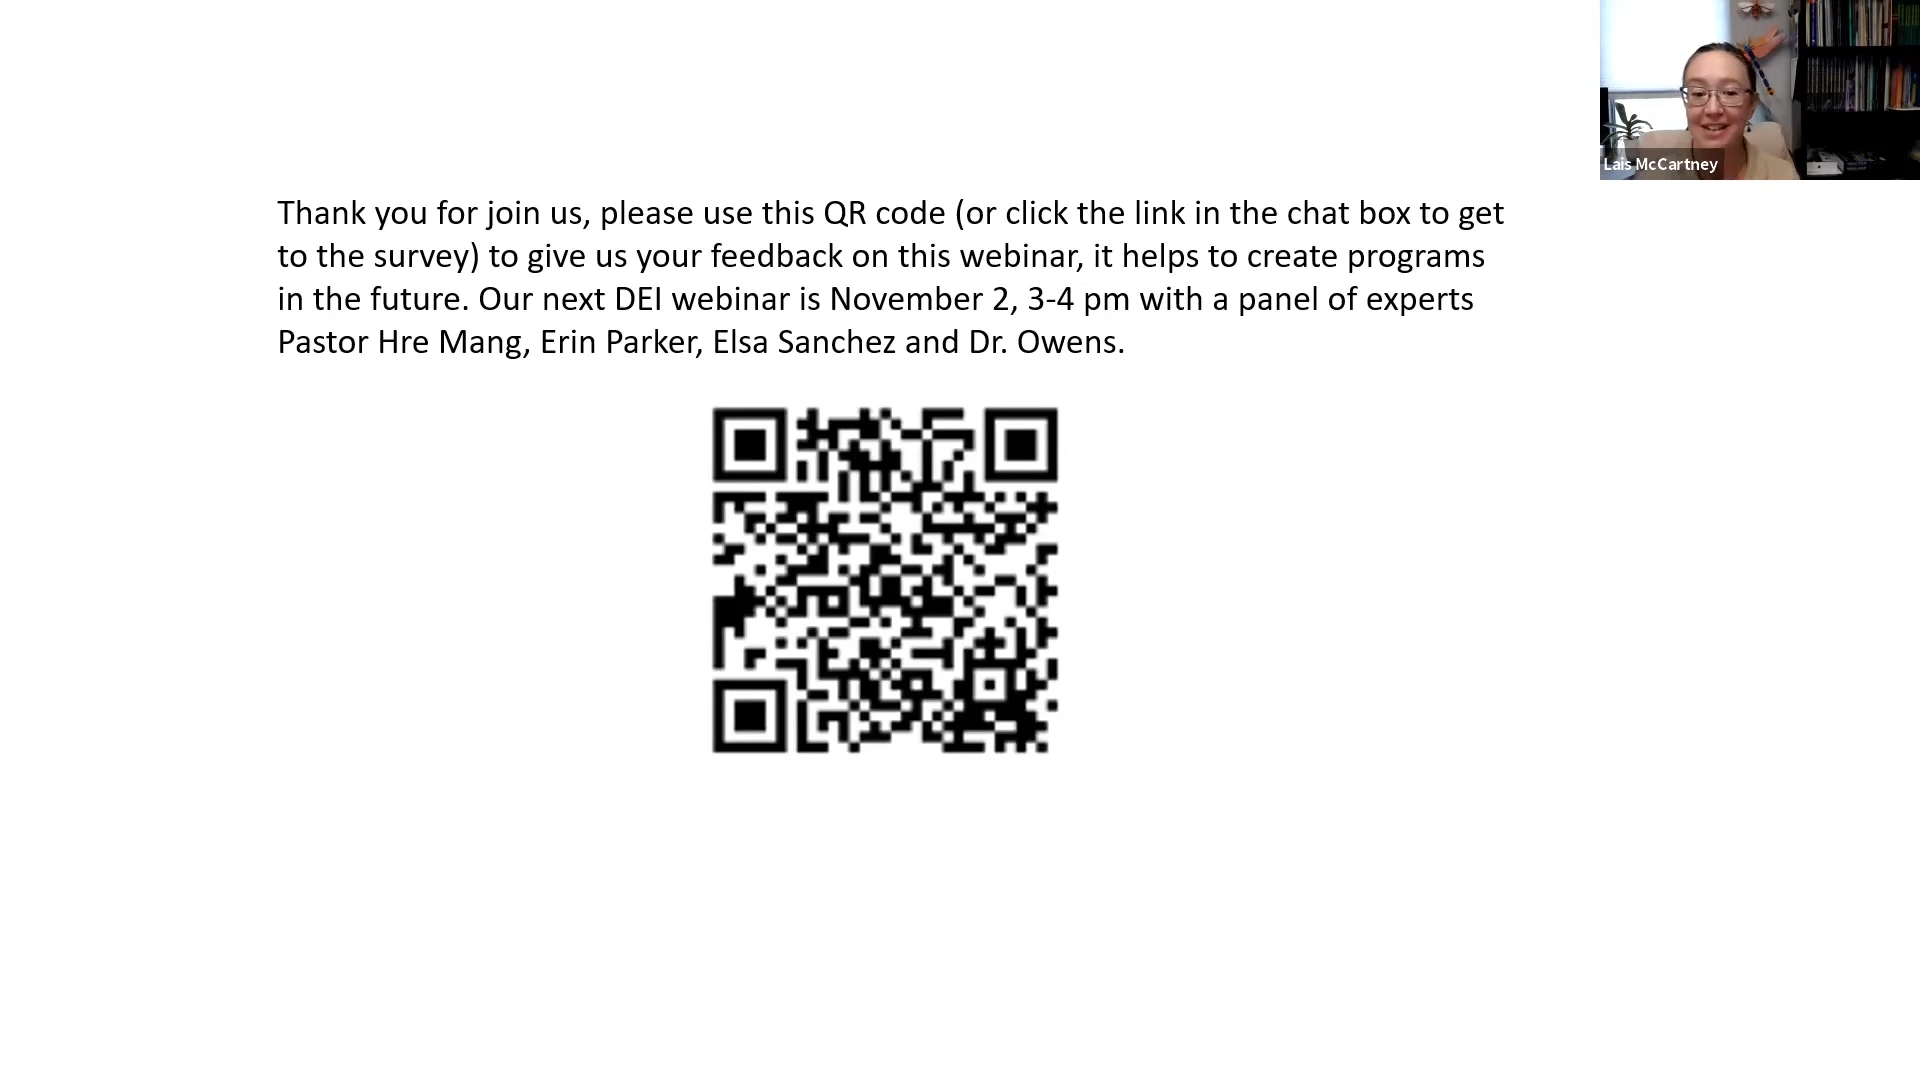 Lais McCartney
Thank you for join us, please use this QR code (or click the link in the chat box to get
to the survey) to give us your feedback on this webinar, it helps to create programs
in the future. Our next DEI webinar is November 2, 3-4 pm with a panel of experts
Pastor Hre Mang, Erin Parker, Elsa Sanchez and Dr. Owens.